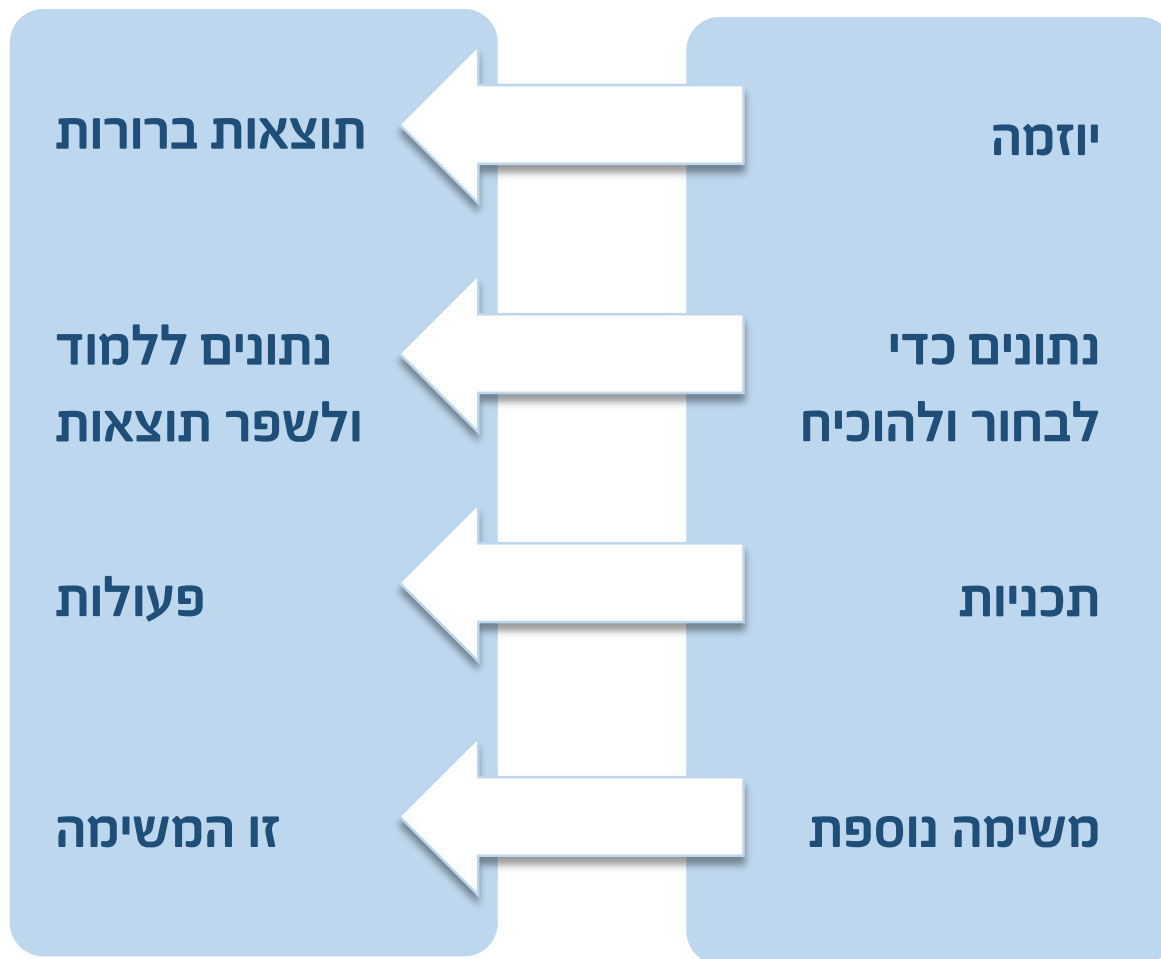 יוזמה
תוצאות ברורות
נתונים כדי
לבחור ולהוכיח
נתונים ללמוד
ולשפר תוצאות
תכניות
פעולות
משימה נוספת
זו המשימה